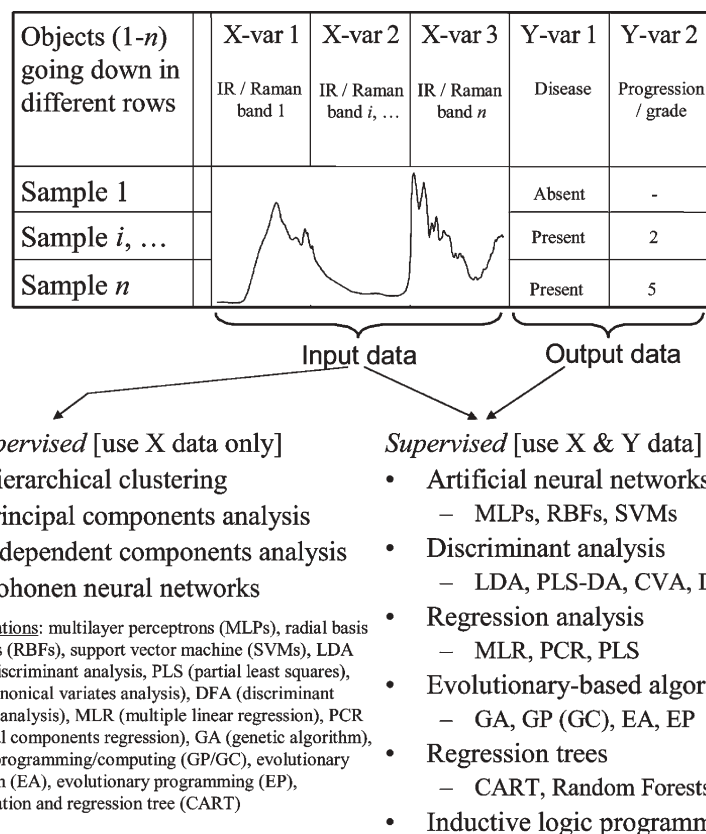 Objects (1-n)
going down in
different rows
X-var 1
X-var 2
X-var 3
Y-var 1
Y-var 2
IR / Raman
band 1
IR / Raman
band i, …
IR / Raman
band n
Disease
Progression
/ grade
Sample 1
Absent
-
Sample i, …
Present
2
Sample n
Present
5
Input data
Output data
pervised [use X data only]
ierarchical clustering
rincipal components analysis
dependent components analysis
ohonen neural networks
ations: multilayer perceptrons (MLPs), radial basis
s (RBFs), support vector machine (SVMs), LDA
iscriminant analysis, PLS (partial least squares),
nonical variates analysis), DFA (discriminant
analysis), MLR (multiple linear regression), PCR
l components regression), GA (genetic algorithm),
programming/computing (GP/GC), evolutionary
n (EA), evolutionary programming (EP),
ation and regression tree (CART)
Supervised [use X & Y data]
• Artificial neural networks
– MLPs, RBFs, SVMs
• Discriminant analysis
– LDA, PLS-DA, CVA,
• Regression analysis
– MLR, PCR, PLS
• Evolutionary-based algor
– GA, GP (GC), EA, EP
• Regression trees
– CART, Random Forests
• Inductive logic programm